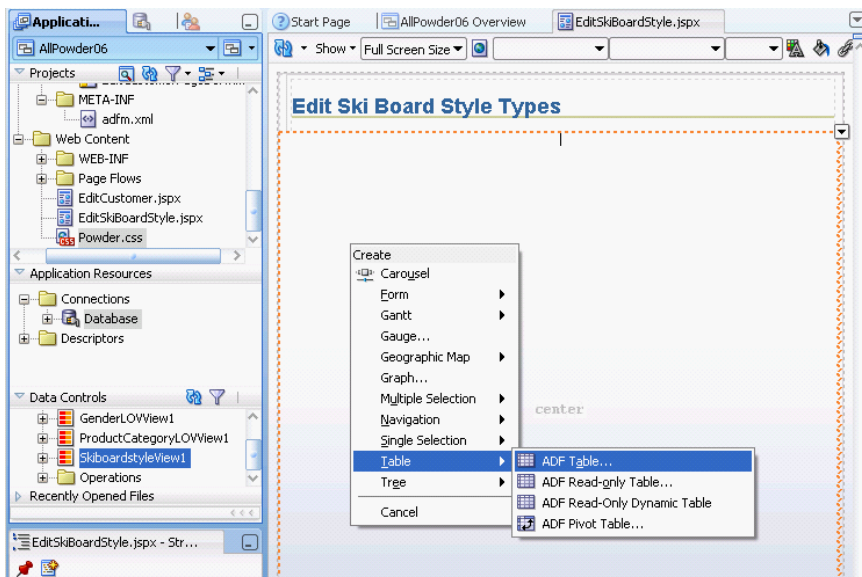 Applicati...
AllPowder06
Projects
META-INF
adfm.xml
Web Content
WEB-INF
Page Flows
EditCustomer.jspx
EditSkiBoardStyle.jspx
Powder.css
Application Resources
Connections
Database
Descriptors
Data Controls
GenderLOVView1
ProductCategoryLOVView1
SkiboardstyleView1
Operations
Recently Opened Files
EditSkiBoardStyle.jspx - Str...
Start Page
AllPowder06 Overview
EditSkiBoardStyle.jspx
Show
Full Screen Size
Edit Ski Board Style Types
center
Create
Carousel
Form
Gantt
Gauge...
Geographic Map
Graph...
Multiple Selection
Navigation
Single Selection
Table
Tree
Cancel
ADF Table...
ADF Read-only Table...
ADF Read-Only Dynamic Table
ADF Pivot Table...